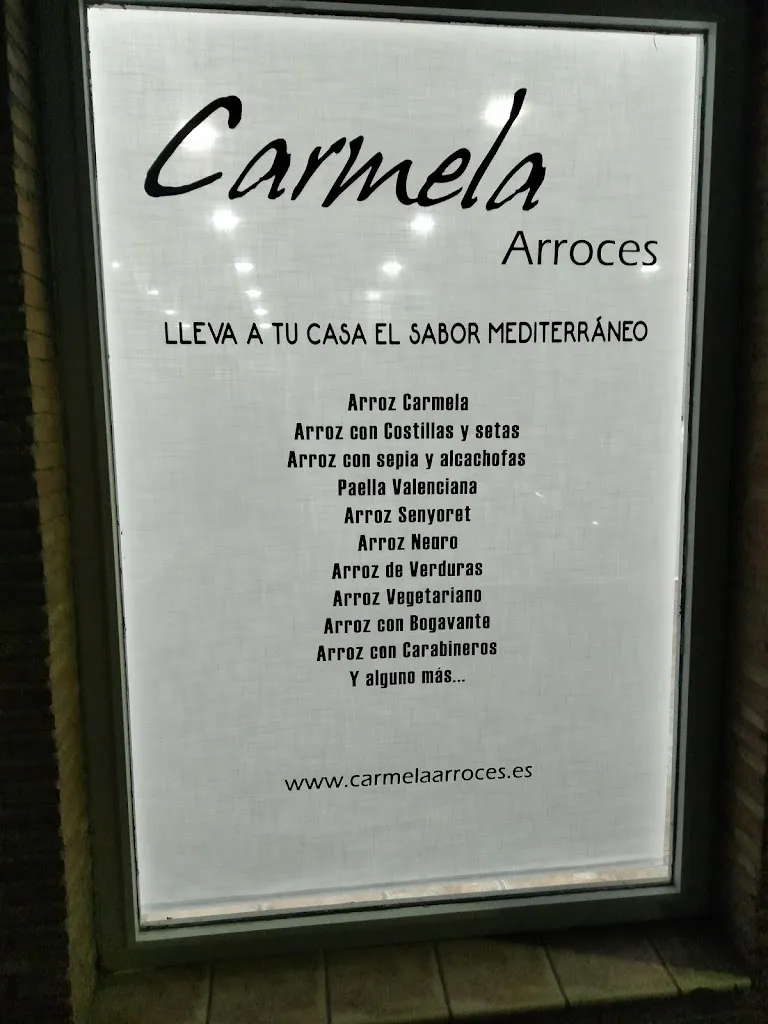 Carmela
Arroces
LLEVA A TU CASA EL SABOR MEDITERRÁNEO
Arroz Carmela
Arroz con Costillas y setas
Arroz con sepia y alcachofas
Paella Valenciana
Arroz Senyoret
Arroz Negro
Arroz de Verduras
Arroz Vegetariano
Arroz con Bogavante
Arroz con Carabineros
Y alguno más...
www.carmelaarroces.es